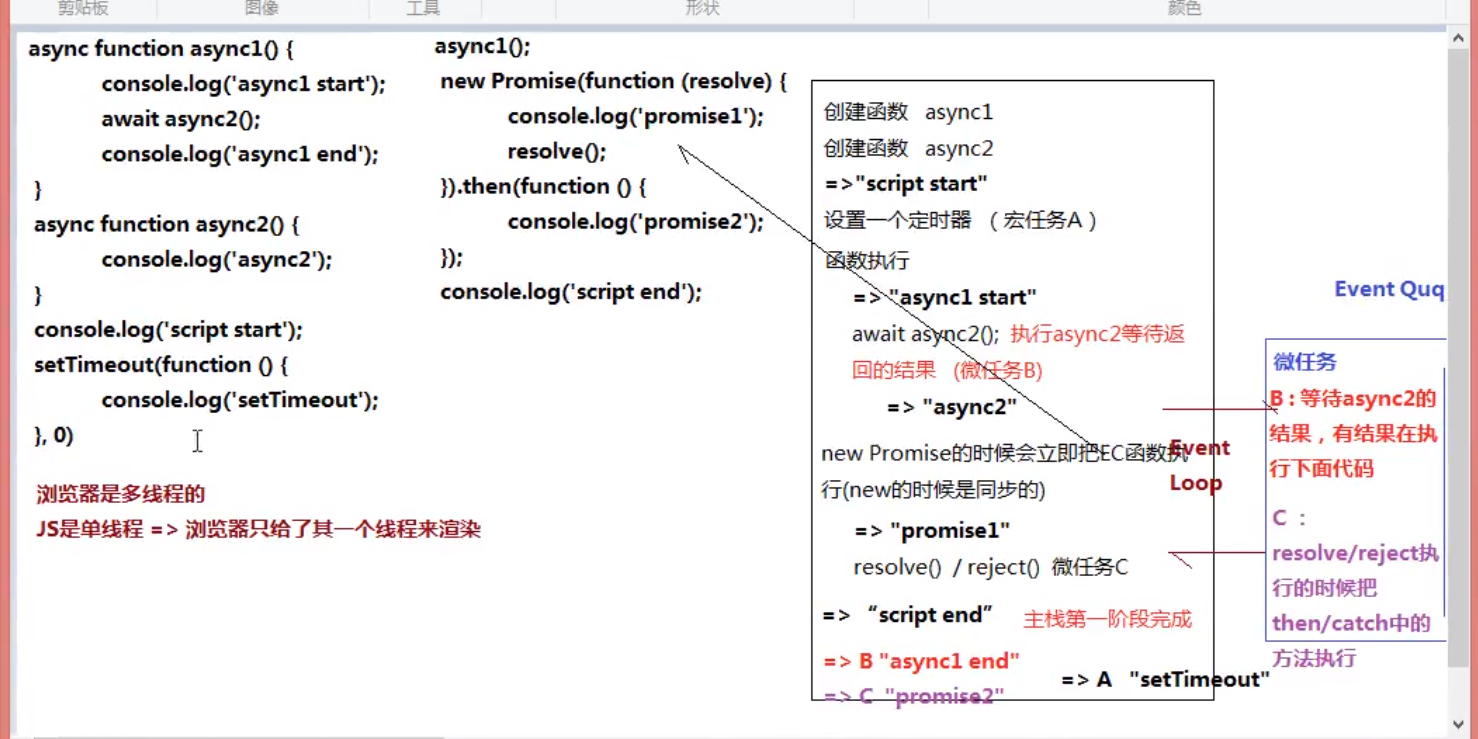 剪贴板
图像
工具
形状
颜色
async function async1() {
console.log('async1 start');
await async2();
console.log('async1 end');
}
async function async2() {
console.log('async2');
}
console.log('script start');
setTimeout(function () {
console.log('setTimeout');
}, 0)
浏览器是多线程的
JS是单线程 => 浏览器只给了其一个线程来渲染
async1();
new Promise(function (resolve) {
console.log('promise1');
resolve();
}).then(function () {
console.log('promise2');
});
console.log('script end');
创建函数 async1
创建函数 async2
=>"script start"
设置一个定时器 （宏任务A）
函数执行
=> "async1 start"
await async2(); 执行async2等待返
回的结果 (微任务B)
=> "async2"
new Promise的时候会立即把EC函数执
行(new的时候是同步的)
=> "promise1"
resolve() / reject() 微任务C
=> “script end” 主栈第一阶段完成
=> B "async1 end"
=> C "promise2"
=> A "setTimeout"
Event
Loop
Event Quq
微任务
B : 等待async2的
结果，有结果在执
行下面代码
C ：
resolve/reject执
行的时候把
then/catch中的
方法执行